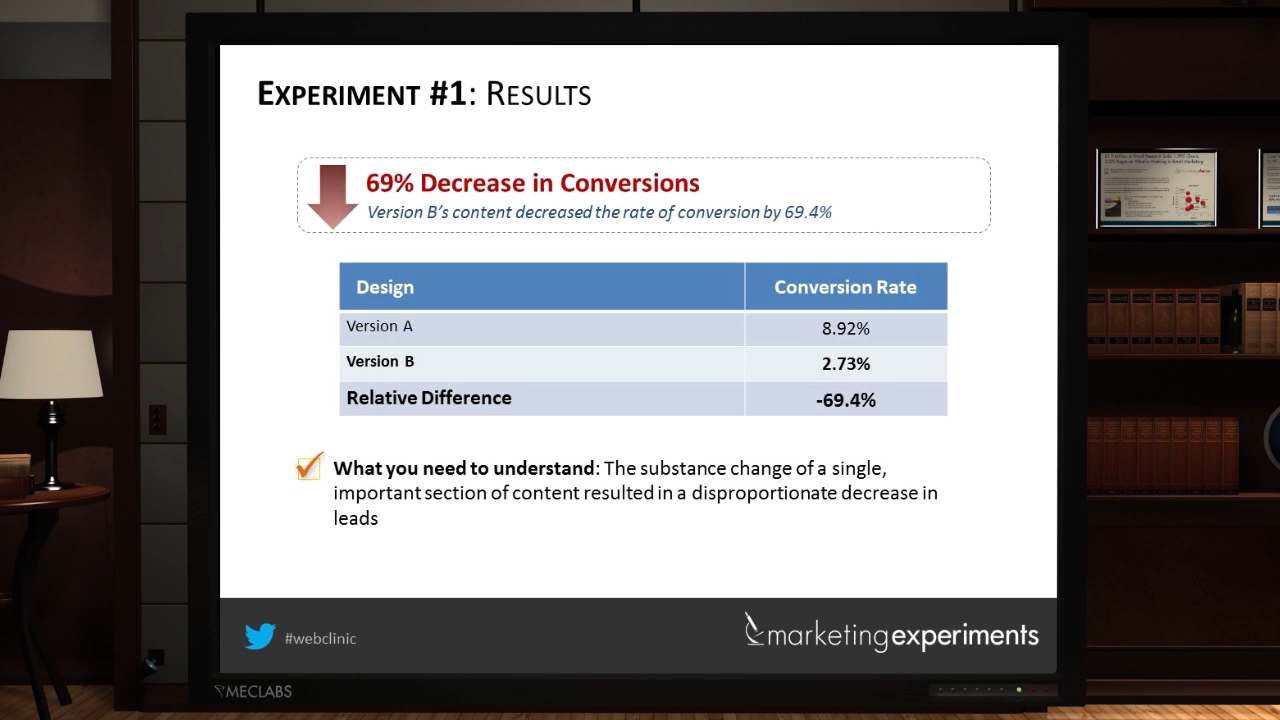 EXPERIMENT #1: RESULTS
69% Decrease in Conversions
Version B's content decreased the rate of conversion by 69.4%
Design Conversion Rate
Version A 8.92%
Version B 2.73%
Relative Difference -69.4%
What you need to understand: The substance change of a single,
important section of content resulted in a disproportionate decrease in
leads
#webclinic
marketingexperiments
MECLABS